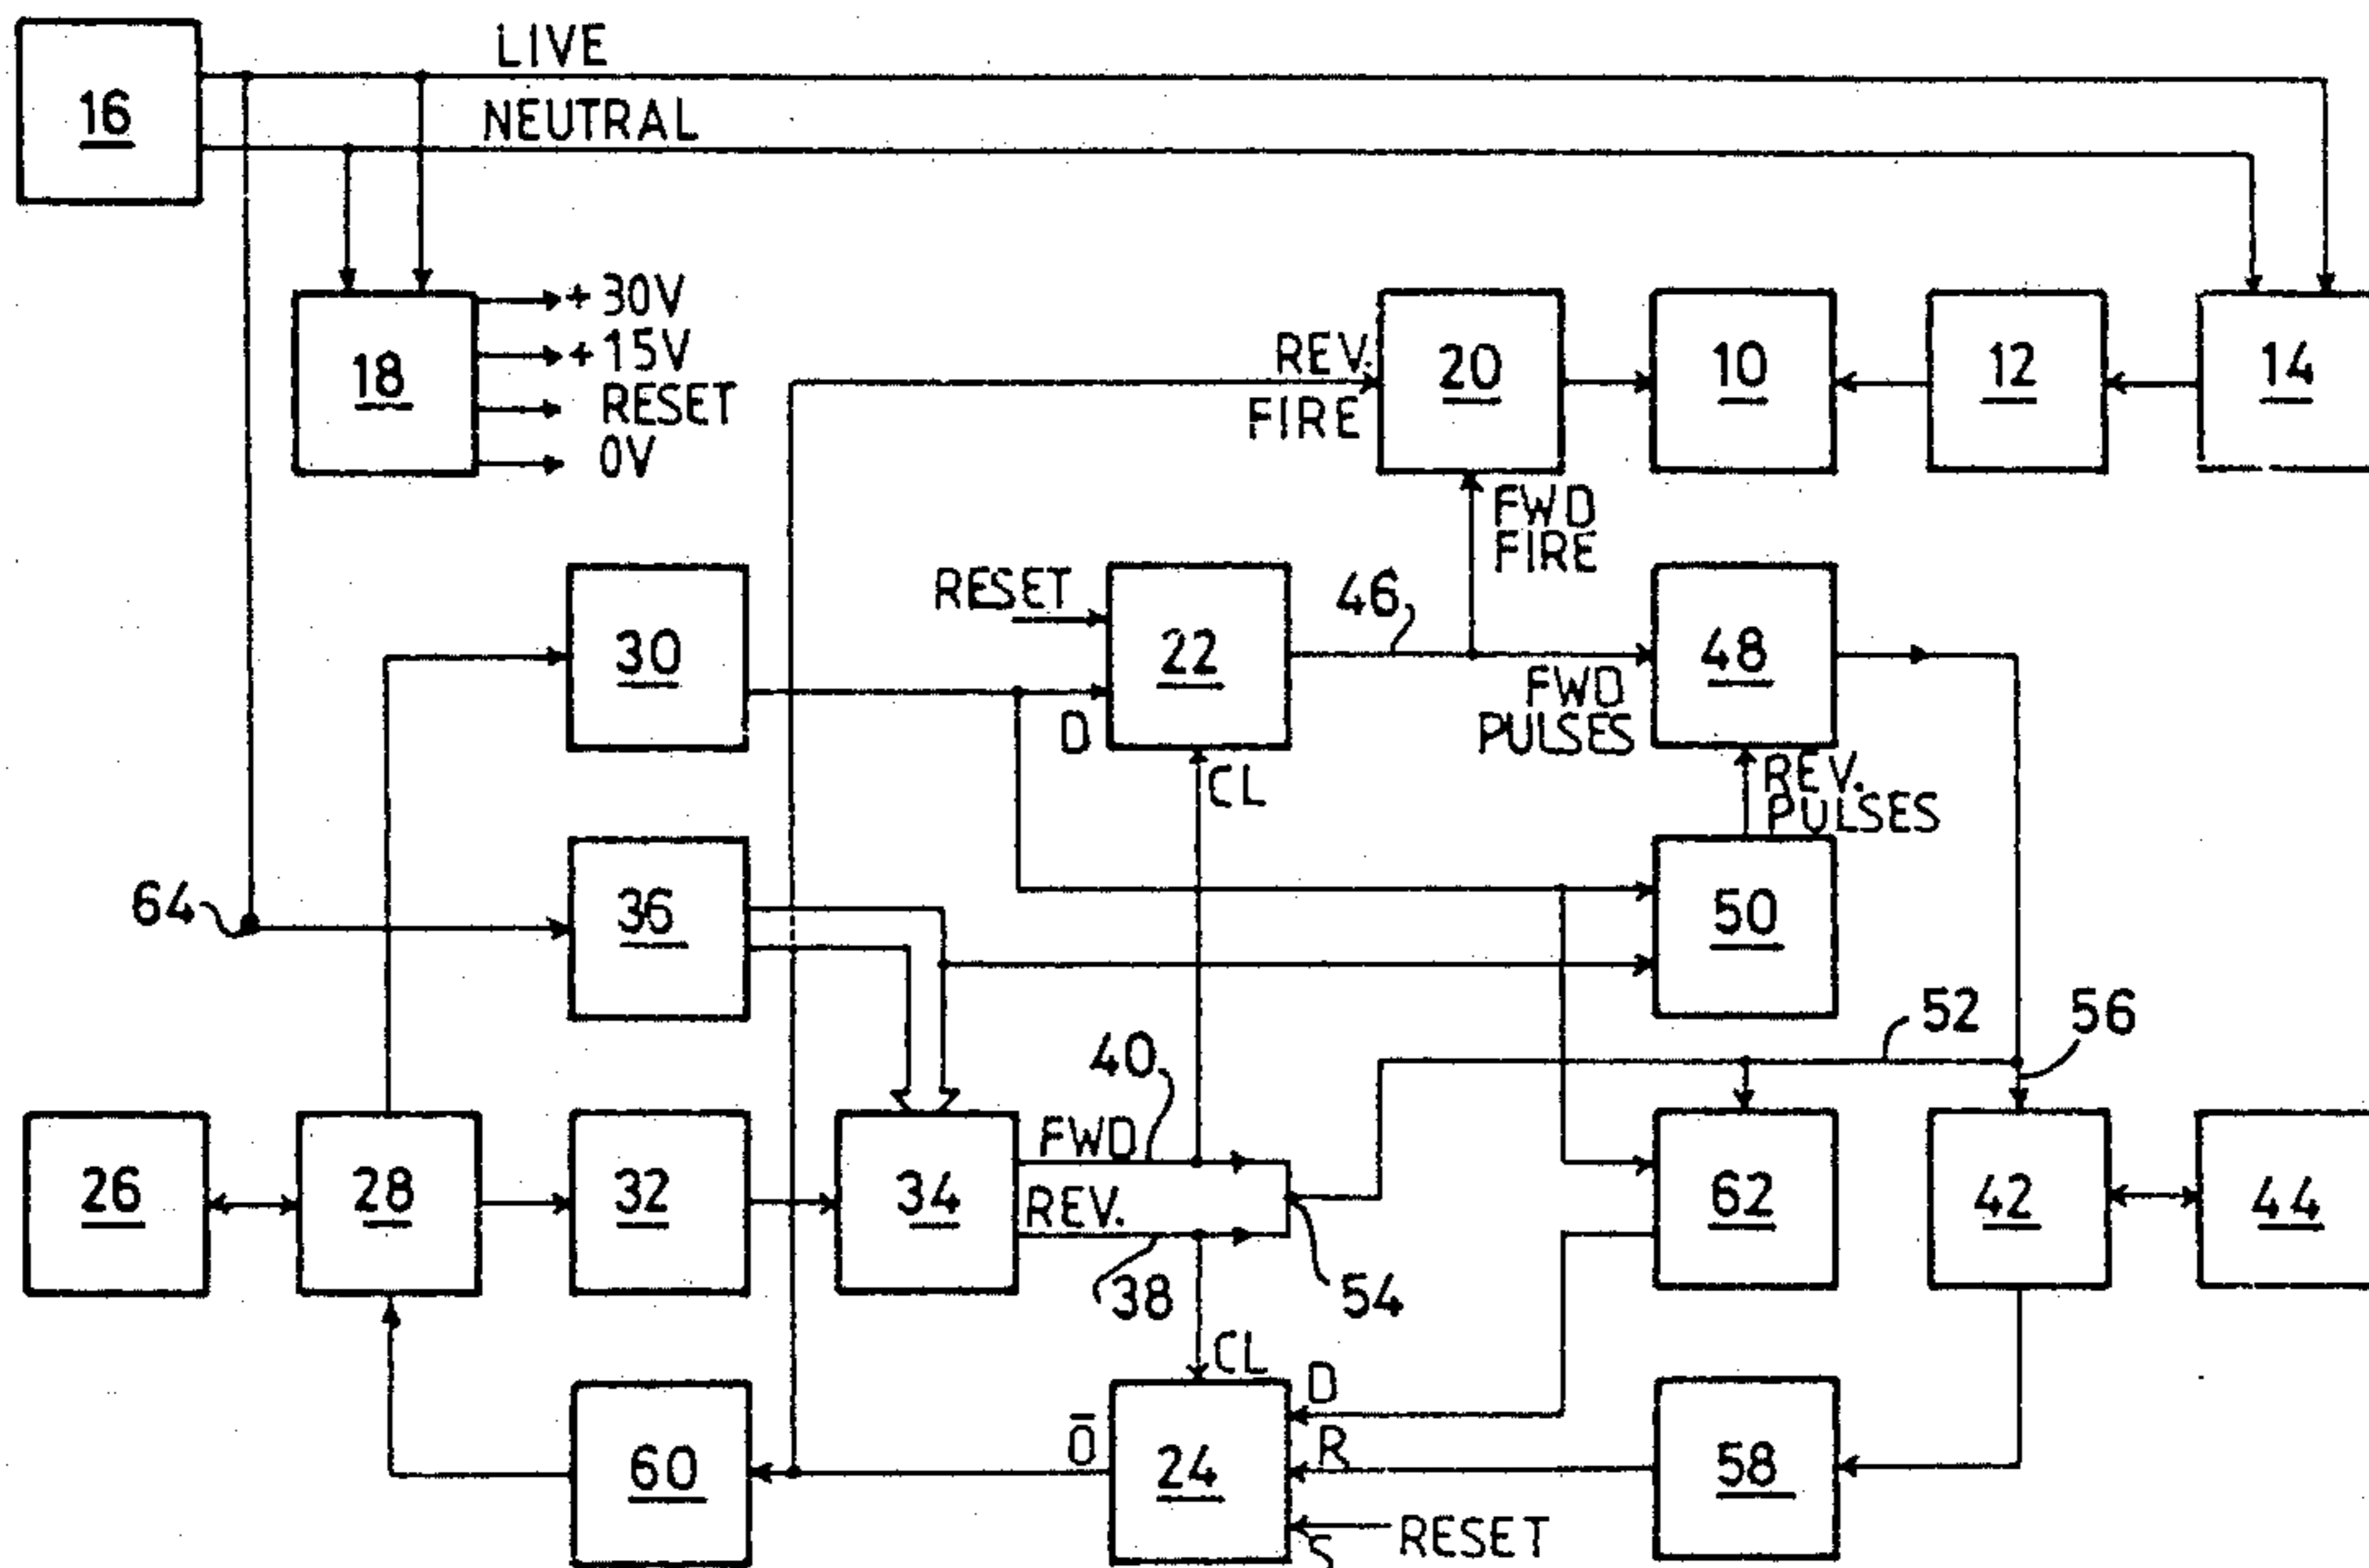 LIVE
16
NEUTRAL
+30V
+15V
RESET
0V
18
REV.
FIRE
20
10
12
14
FWD
FIRE
30
RESET
22
46
48
D
FWD
PULSES
CL
REV.
PULSES
64
36
50
52
56
40
FWD
26
28
32
34
REV.
62
42
44
38
54
CL
D
R
O̅
60
24
58
RESET
S